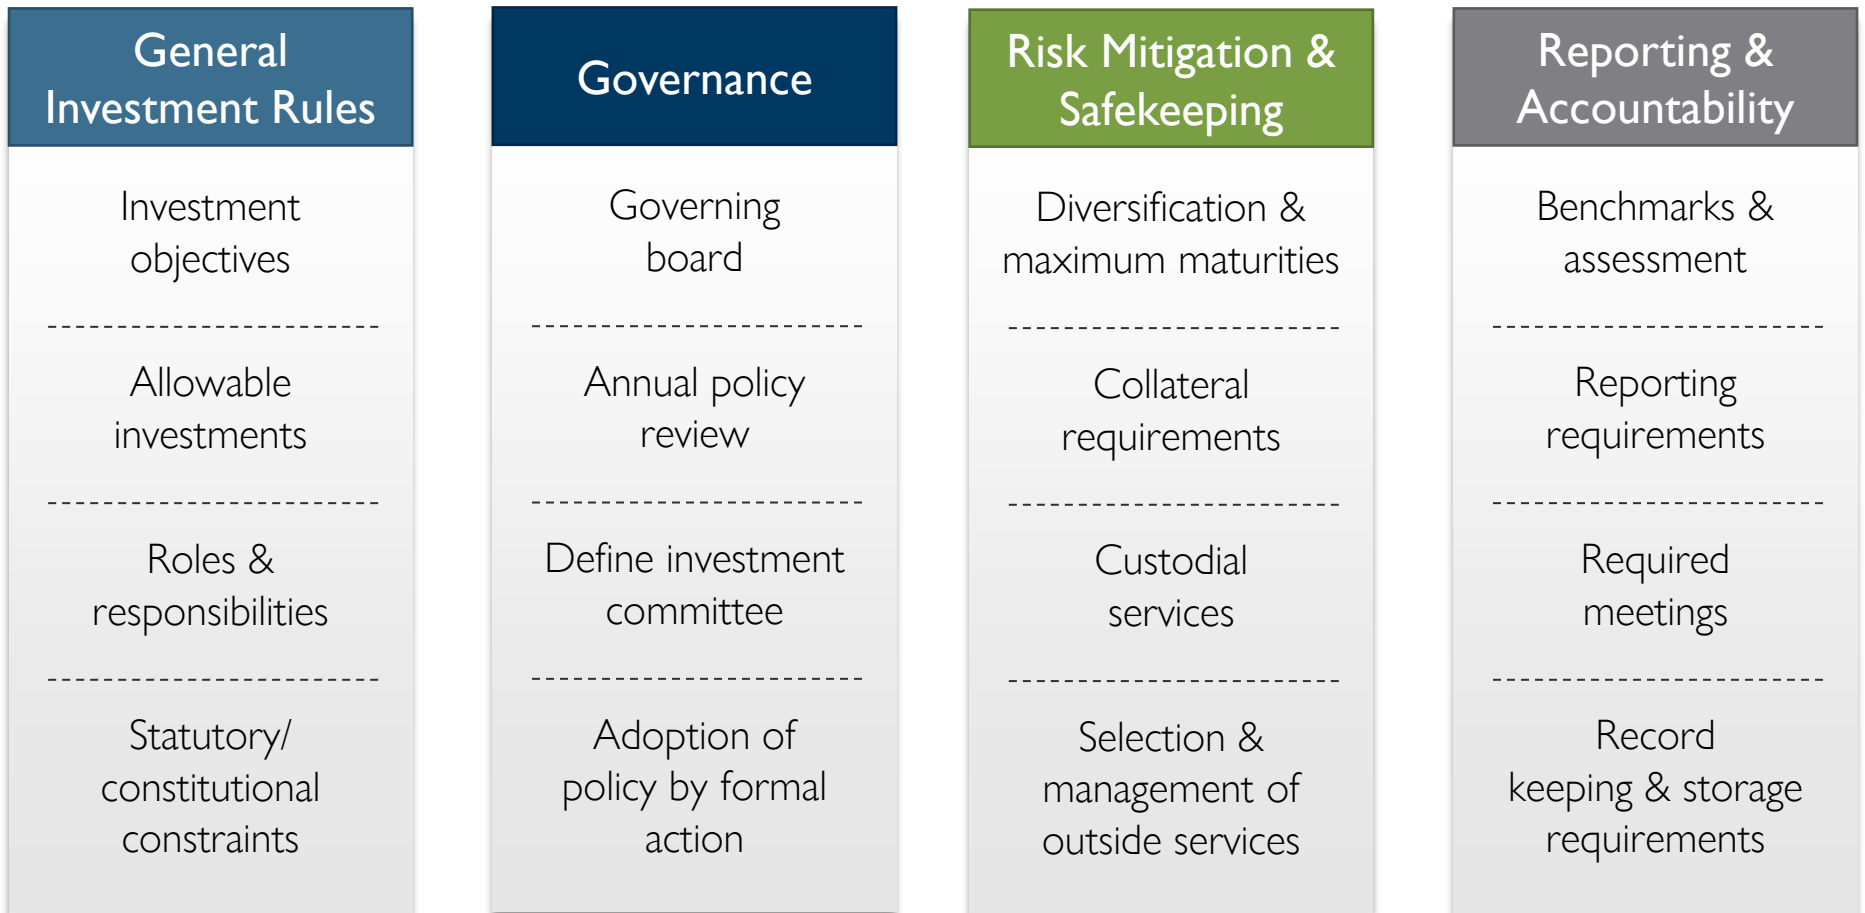 General
Investment Rules
Investment
objectives
Allowable
investments
Roles &
responsibilities
Statutory/
constitutional
constraints
Governance
Governing
board
Annual policy
review
Define investment
committee
Adoption of
policy by formal
action
Risk Mitigation &
Safekeeping
Diversification &
maximum maturities
Collateral
requirements
Custodial
services
Selection &
management of
outside services
Reporting &
Accountability
Benchmarks &
assessment
Reporting
requirements
Required
meetings
Record
keeping & storage
requirements